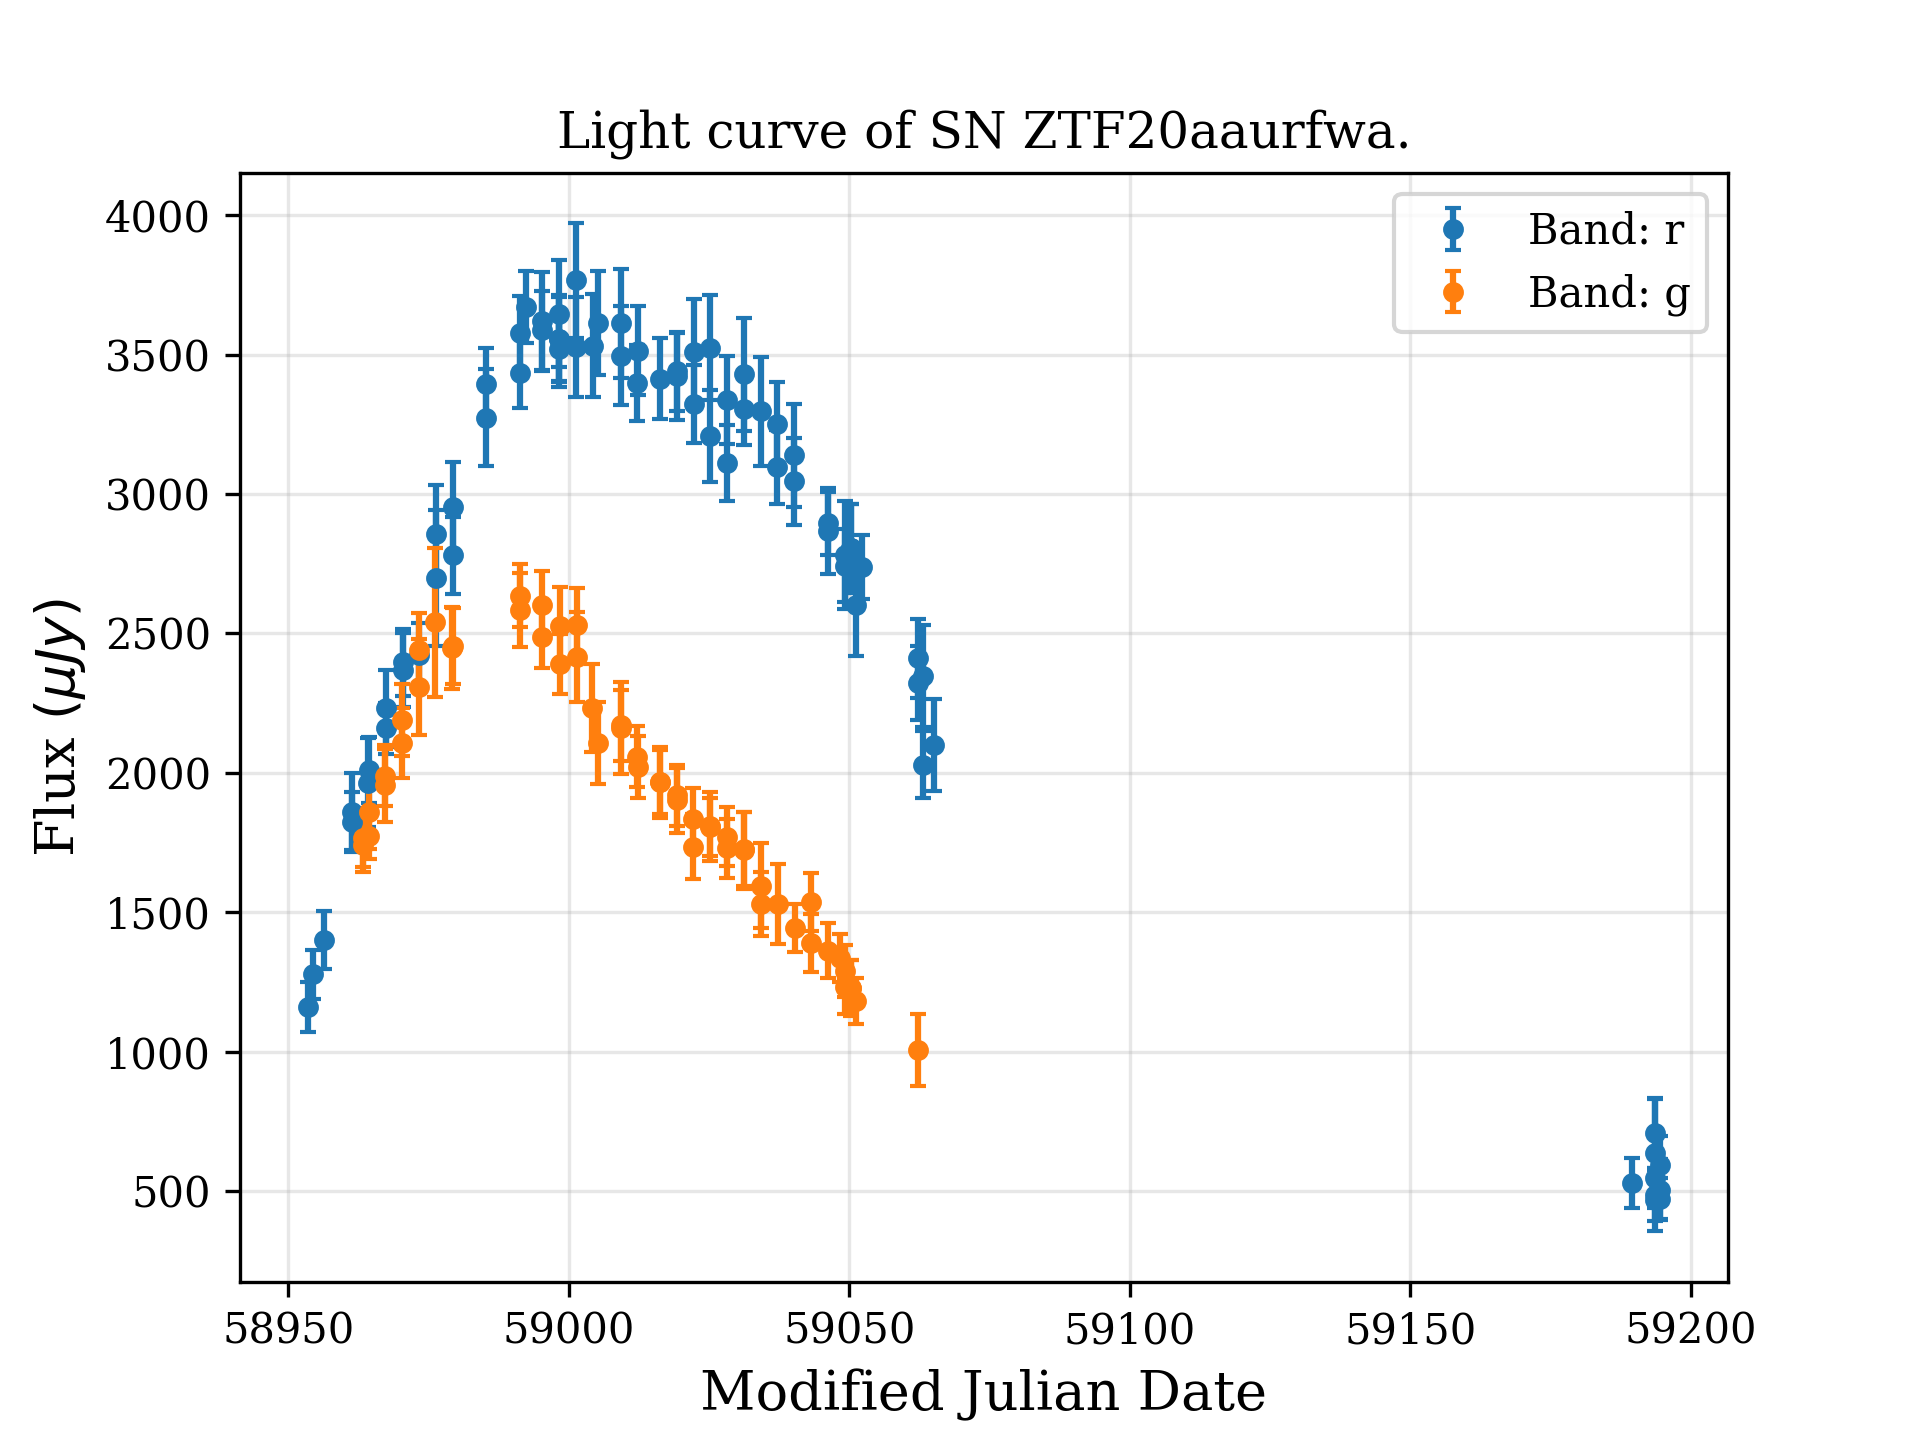 Light curve of SN ZTF20aaurfwa.
4000
3500
3000
2500
2000
1500
1000
500
Flux (μJy)
Band: r
Band: g
58950 59000 59050 59100 59150 59200
Modified Julian Date